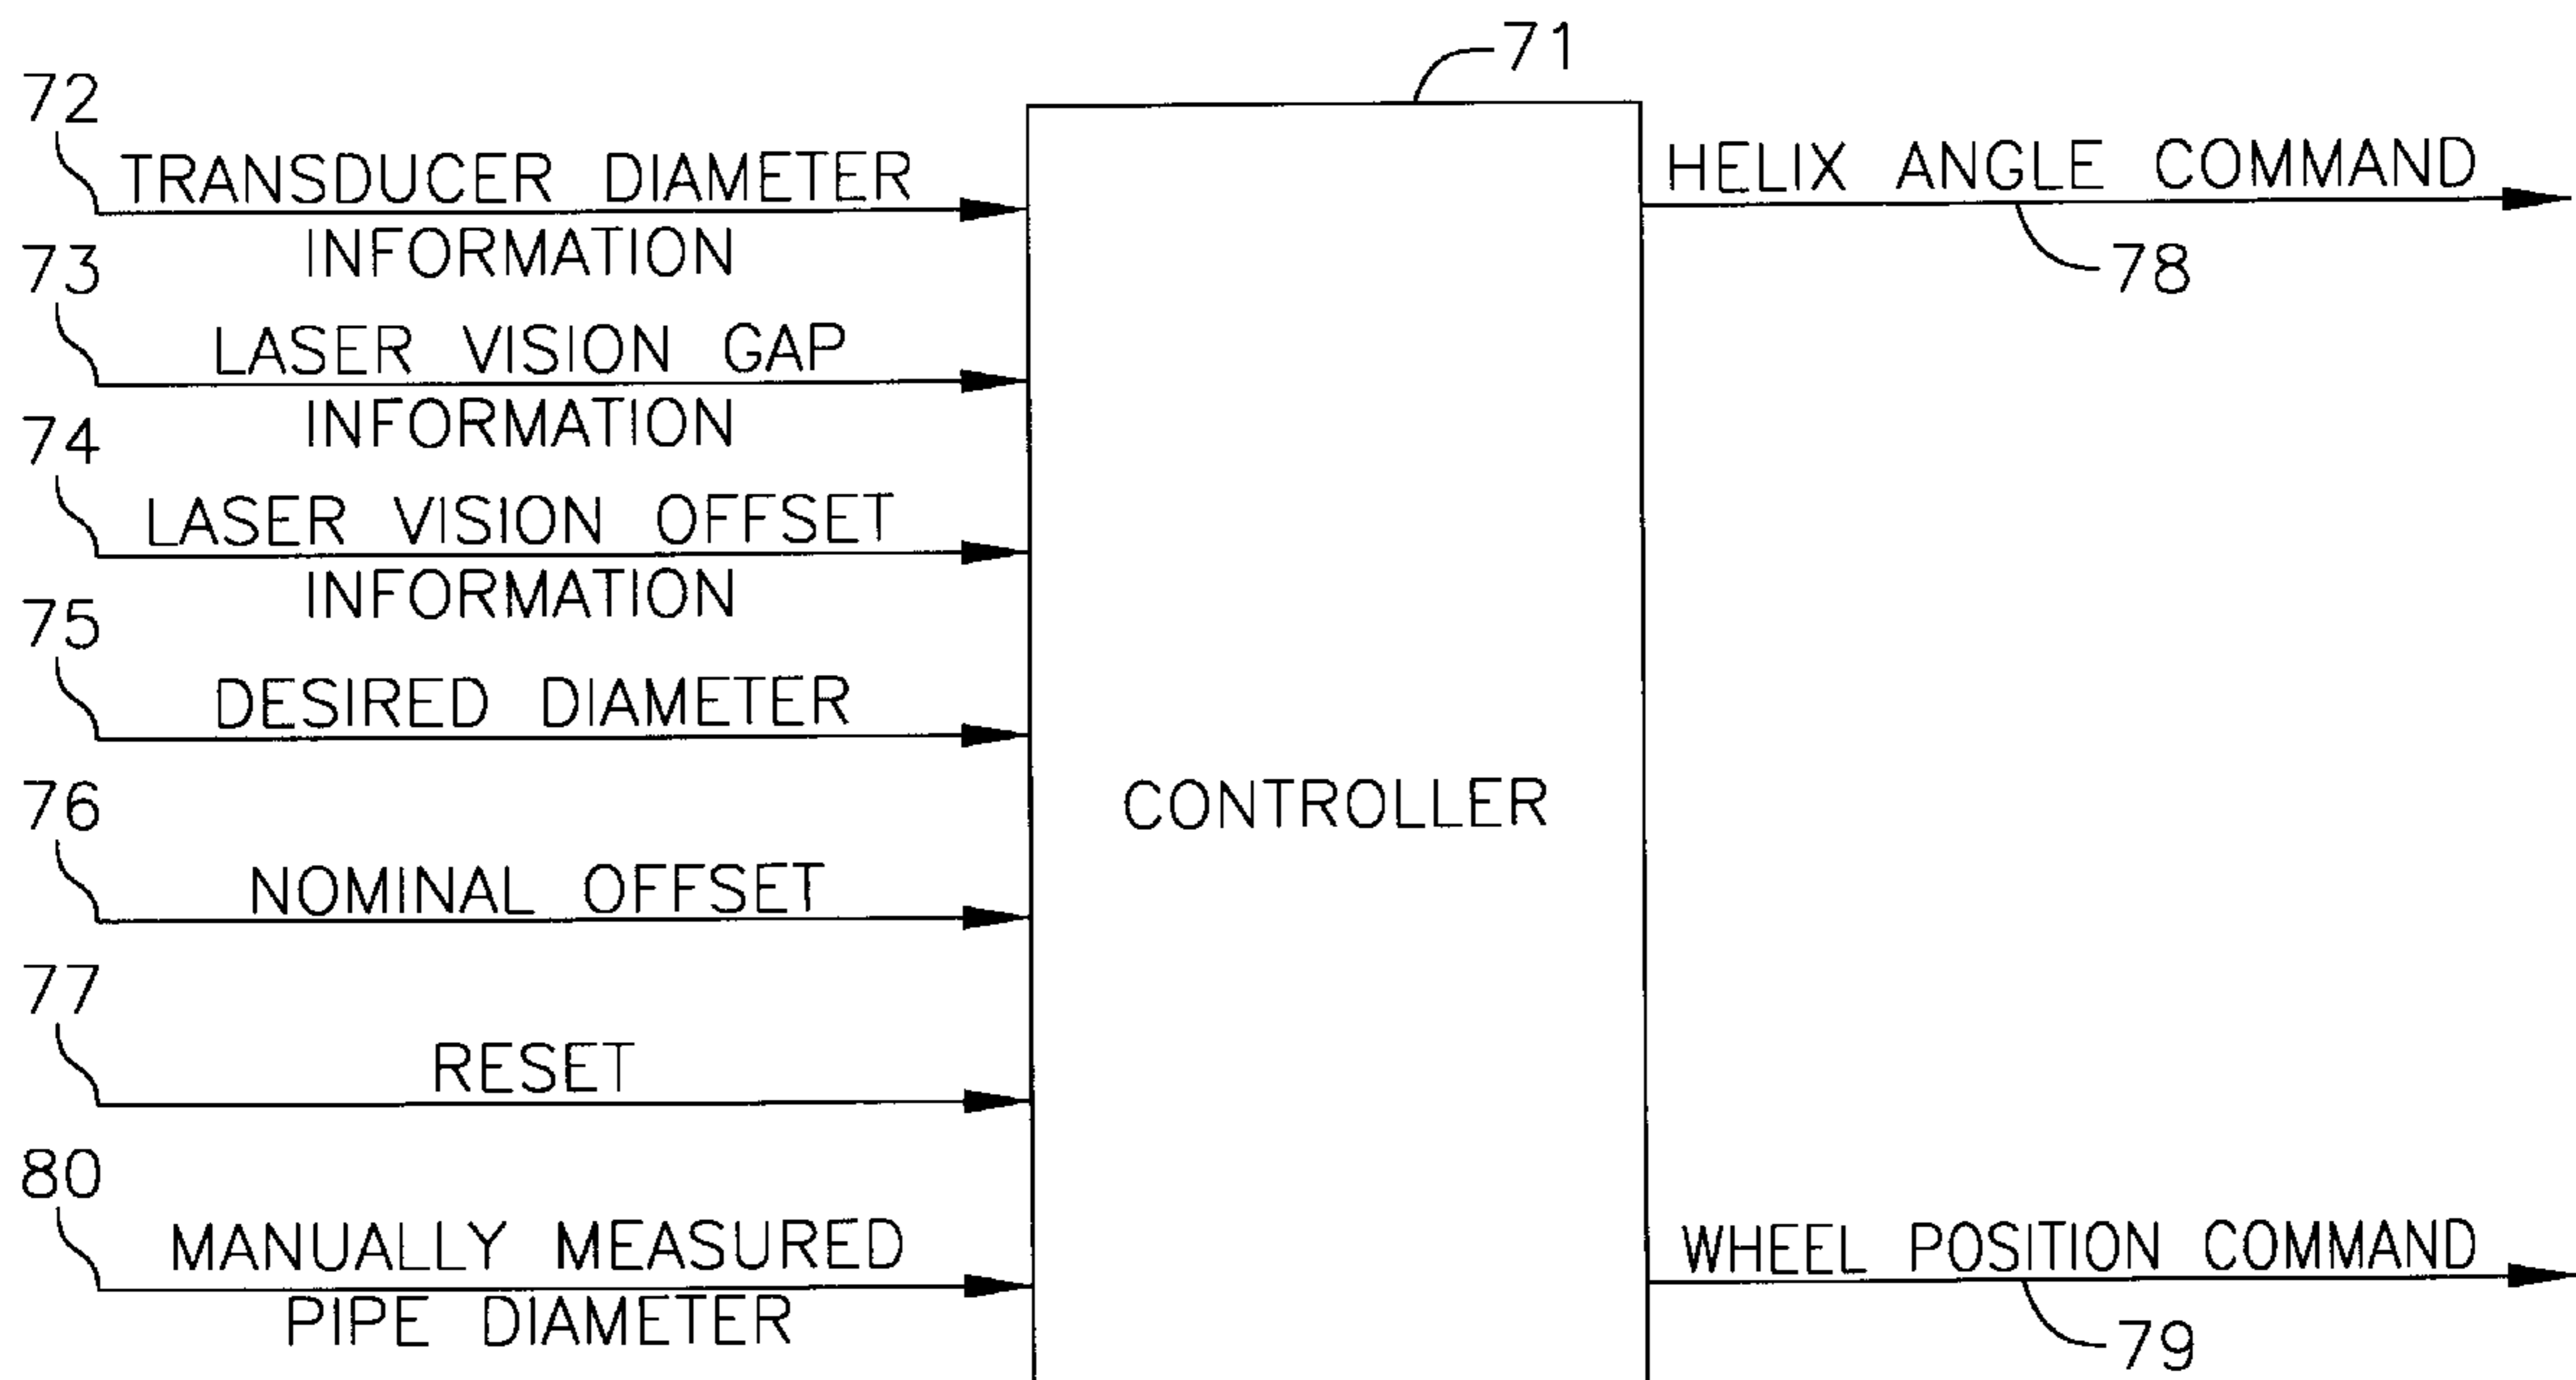 71
72
TRANSDUCER DIAMETER
INFORMATION
73
LASER VISION GAP
INFORMATION
74
LASER VISION OFFSET
INFORMATION
75
DESIRED DIAMETER
76
NOMINAL OFFSET
77
RESET
80
MANUALLY MEASURED
PIPE DIAMETER
CONTROLLER
HELIX ANGLE COMMAND
78
WHEEL POSITION COMMAND
79